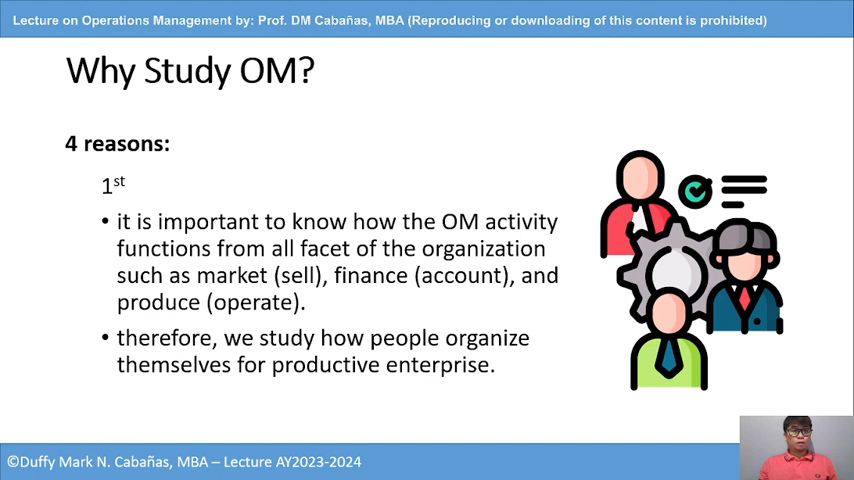 Lecture on Operations Management by: Prof. DM Cabañas, MBA (Reproducing or downloading of this content is prohibited)
Why Study OM?
4 reasons:
1st
• it is important to know how the OM activity
functions from all facet of the organization
such as market (sell), finance (account), and
produce (operate).
• therefore, we study how people organize
themselves for productive enterprise.
©Duffy Mark N. Cabañas, MBA – Lecture AY2023-2024